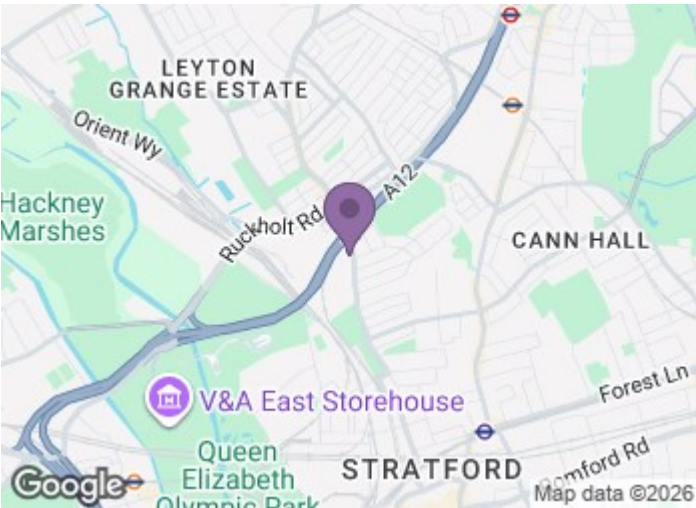 LEYTON
GRANGE ESTATE
Orient Wy
A12
Hackney
Marshes
Ruckholt Rd
CANN HALL
Forest Ln
V&A East Storehouse
Queen
Elizabeth
Olympic Park
STRATFORD
Romford Rd
Google
Map data ©2026